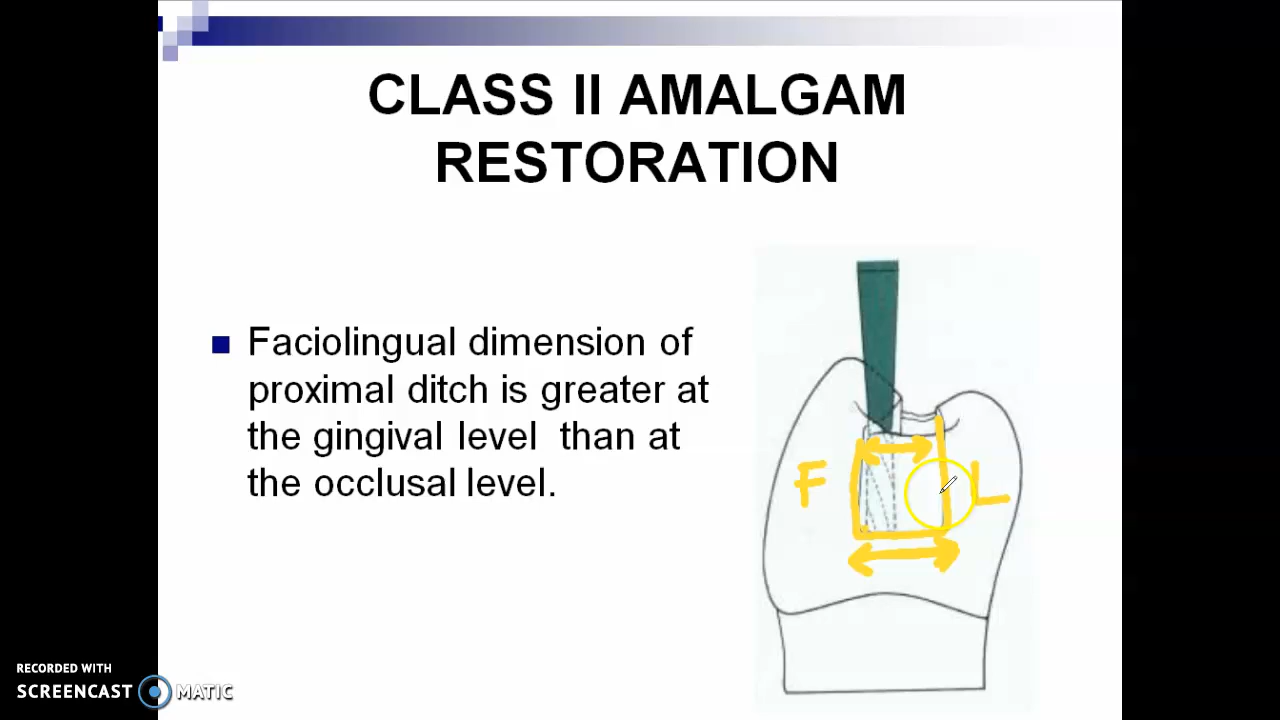 CLASS II AMALGAM
RESTORATION
Faciolingual dimension of
proximal ditch is greater at
the gingival level than at
the occlusal level.
F
L
RECORDED WITH
SCREENCAST MATIC